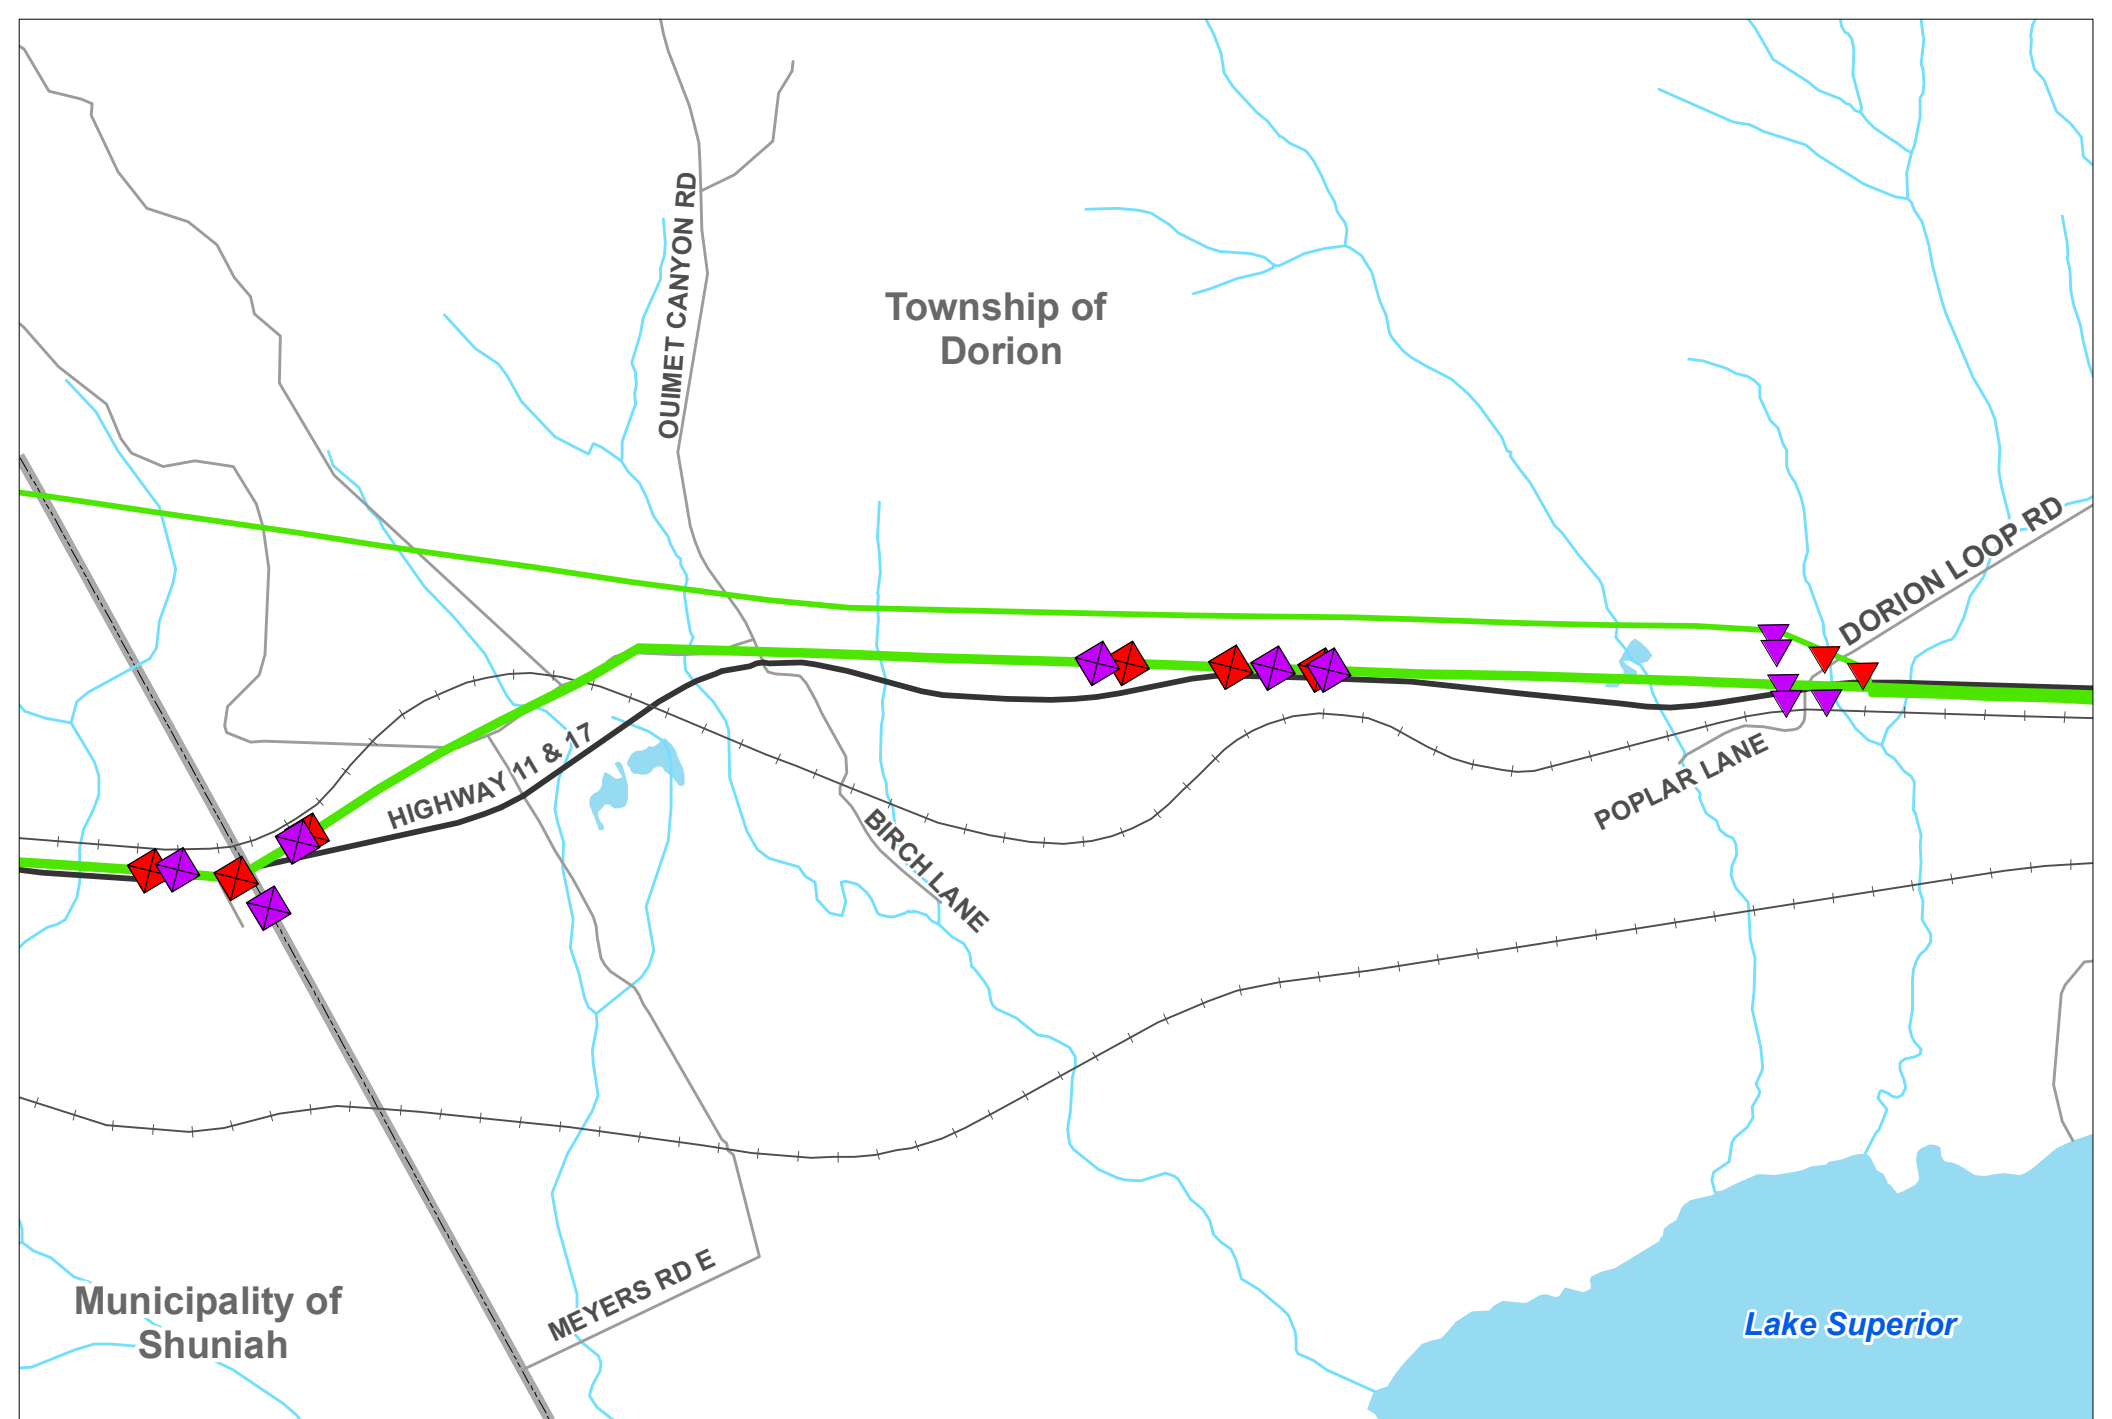 OUIMET CANYON RD
Township of
Dorion
DORION LOOP RD
HIGHWAY 11 & 17
POPLAR LANE
BIRCH LANE
MEYERS RD E
Municipality of
Shuniah
Lake Superior